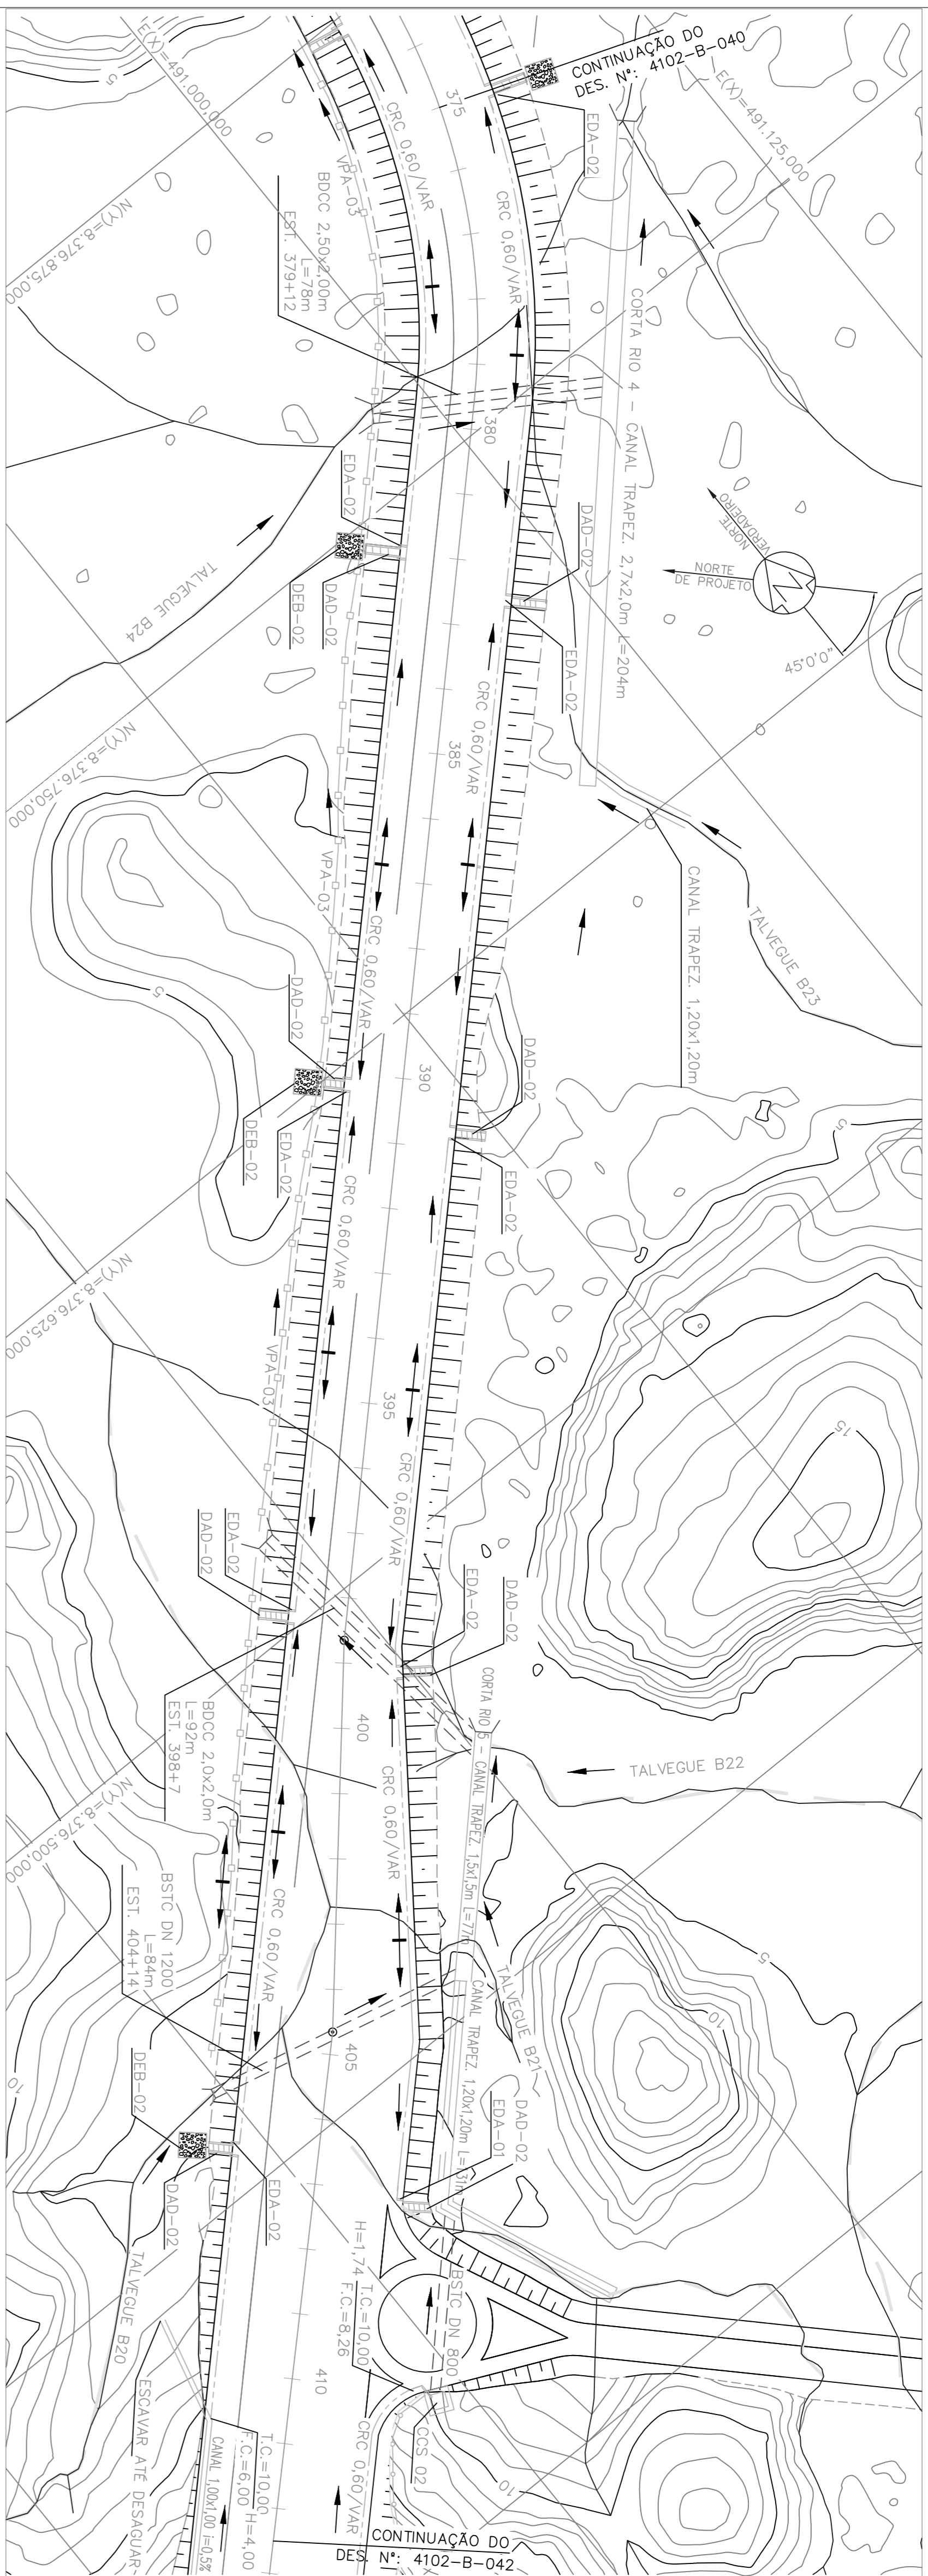 CONTINUAÇÃO DO
DES. Nº: 4102-B-040
E(X)=491.000,000
E(X)=491.125,000
5
375
CRC 0,60/VAR
EDA-02
VPA-03
CRC 0,60/VAR
BDCC 2,50x2,00m
L=78m
EST. 379+12
N(Y)=8.376.875,000
CORTA RIO 4 - CANAL TRAPEZ. 2,7x2,0m L=204m
380
EDA-02
DAD-02
NORTE
VERDADEIRO
NORTE
DE PROJETO
N
45°0'0"
TALVEGUE B24
DEB-02
DAD-02
EDA-02
CRC 0,60/VAR
385
N(Y)=8.376.750,000
VPA-03
CRC 0,60/VAR
CANAL TRAPEZ. 1,20x1,20m
TALVEGUE B23
5
DAD-02
DAD-02
390
5
DEB-02
EDA-02
EDA-02
CRC 0,60/VAR
N(Y)=8.376.625,000
VPA-03
395
15
CRC 0,60/VAR
DAD-02
EDA-02
EDA-02
DAD-02
BDCC 2,0x2,0m
L=92m
EST. 398+7
400
CORTA RIO 5 - CANAL TRAPEZ. 1,5x1,5m L=77m
TALVEGUE B22
CRC 0,60/VAR
N(Y)=8.376.500,000
BSTC DN 1200
L=84m
EST. 404+14
CRC 0,60/VAR
5
TALVEGUE B21
10
CANAL TRAPEZ. 1,20x1,20m L=131m
405
10
DEB-02
DAD-02
EDA-02
EDA-01
DAD-02
TALVEGUE B20
H=1,74
T.C.=10,00
F.C.=8,26
BSTC DN 800
410
ESCAVAR ATÉ DESAGUAR
CANAL 1,00x1,00 i=0,5%
T.C.=10,00
F.C.=6,00
H=4,00
CRC 0,60/VAR
CCS 02
10
CONTINUAÇÃO DO
DES. Nº: 4102-B-042